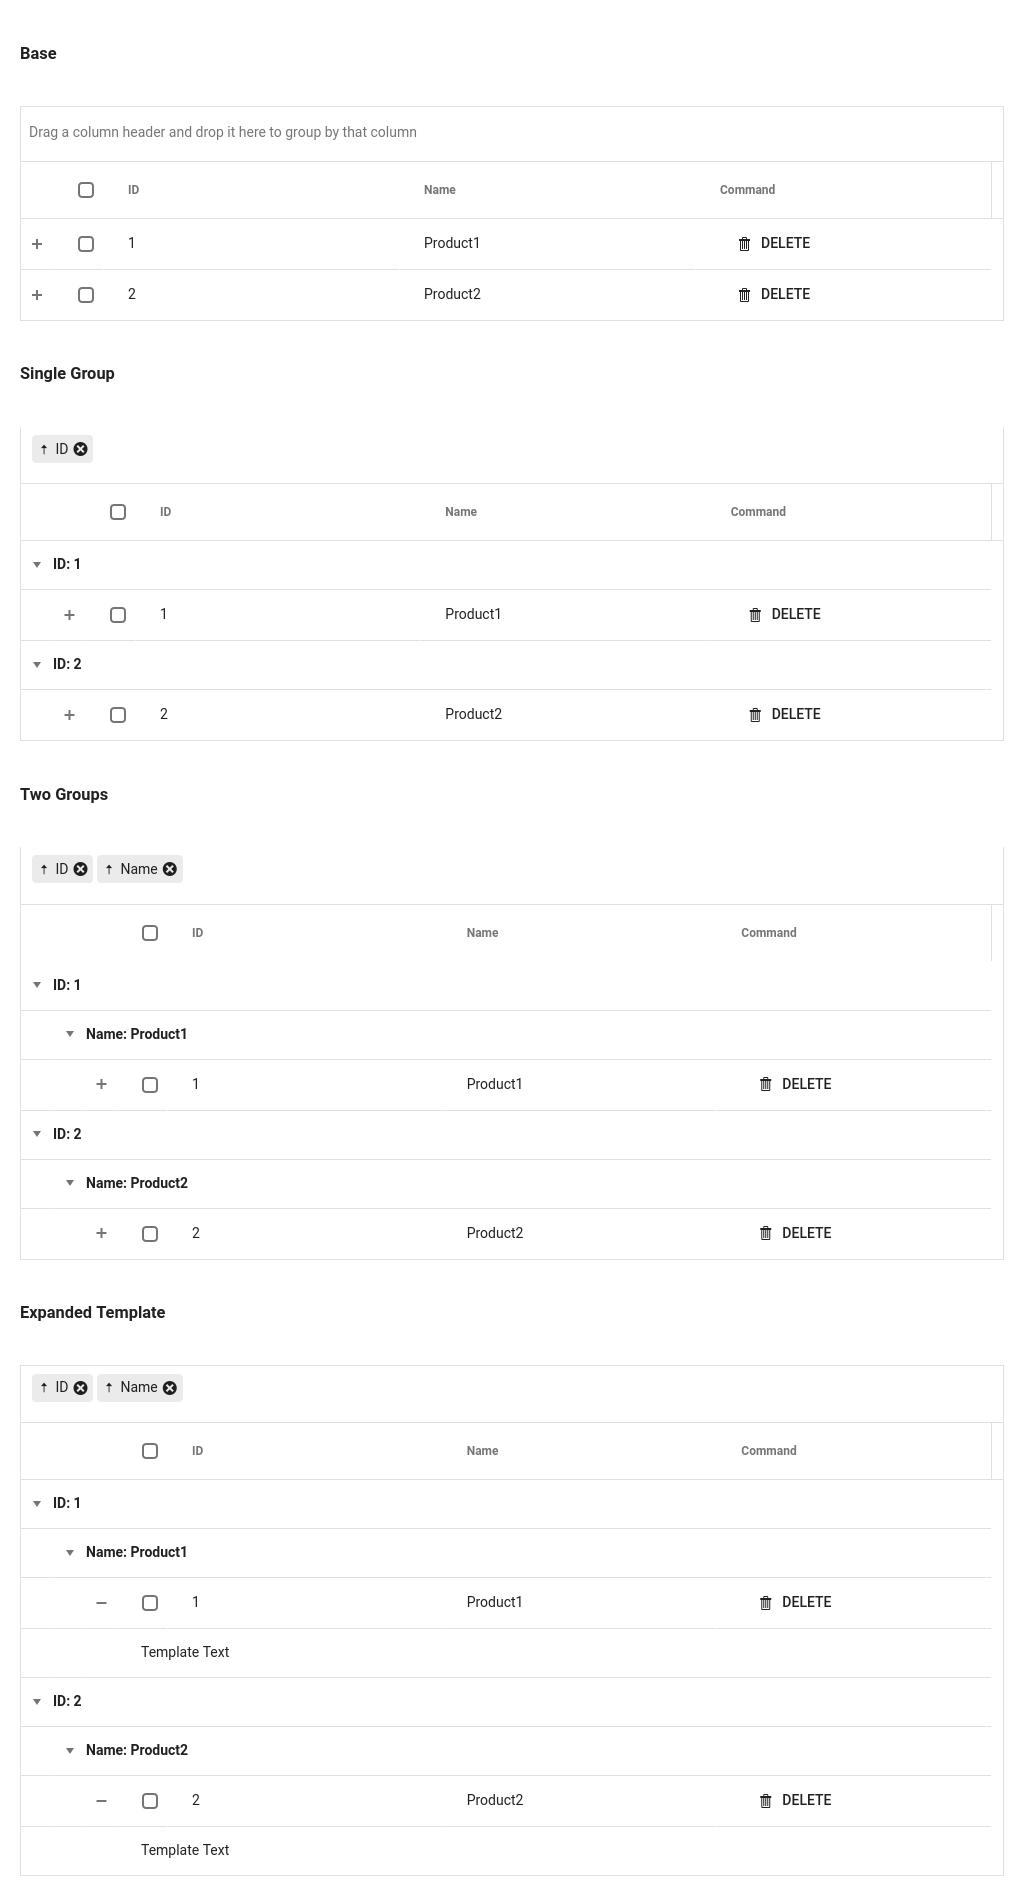 Base
Drag a column header and drop it here to group by that column
ID Name Command
1 Product1 DELETE
2 Product2 DELETE
Single Group
ID
ID Name Command
ID: 1
1 Product1 DELETE
ID: 2
2 Product2 DELETE
Two Groups
ID Name
ID Name Command
ID: 1
Name: Product1
1 Product1 DELETE
ID: 2
Name: Product2
2 Product2 DELETE
Expanded Template
ID Name
ID Name Command
ID: 1
Name: Product1
1 Product1 DELETE
Template Text
ID: 2
Name: Product2
2 Product2 DELETE
Template Text